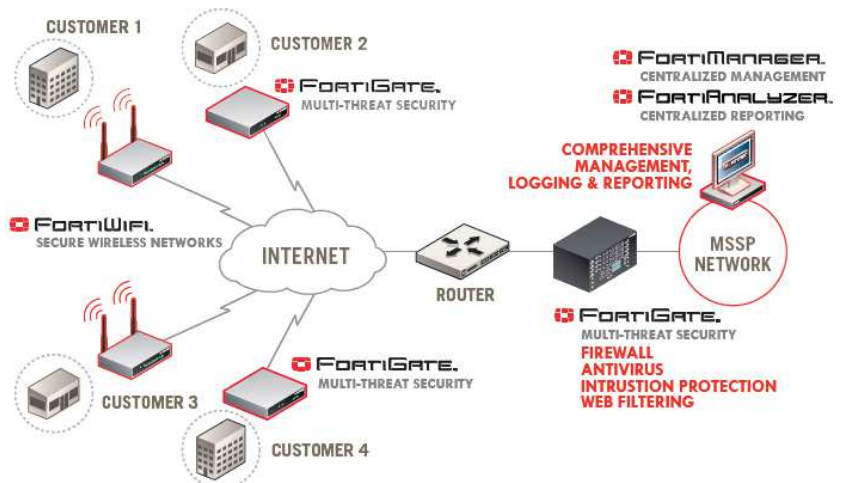 CUSTOMER 1
CUSTOMER 2
FORTIGATE.
MULTI-THREAT SECURITY
FORTIMANAGER.
CENTRALIZED MANAGEMENT
FORTIANALYZER.
CENTRALIZED REPORTING
COMPREHENSIVE
MANAGEMENT,
LOGGING & REPORTING
FORTIWIFI.
SECURE WIRELESS NETWORKS
INTERNET
ROUTER
MSSP
NETWORK
FORTIGATE.
MULTI-THREAT SECURITY
FIREWALL
ANTIVIRUS
INTRUSTION PROTECTION
WEB FILTERING
FORTIGATE.
MULTI-THREAT SECURITY
CUSTOMER 3
CUSTOMER 4